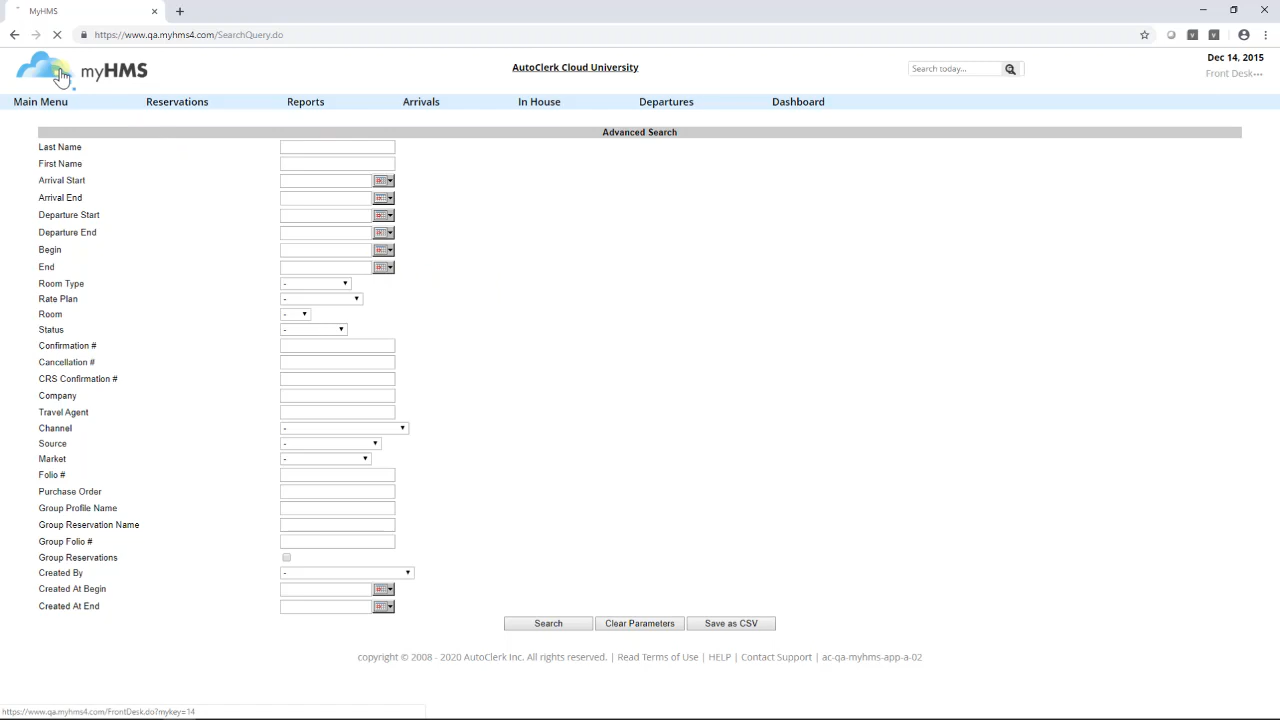 MyHMS
https://www.qa.myhms4.com/SearchQuery.do
myHMS
AutoClerk Cloud University
Search today...
Dec 14, 2015
Front Desk•••
Main Menu Reservations Reports Arrivals In House Departures Dashboard
Advanced Search
Last Name
First Name
Arrival Start
Arrival End
Departure Start
Departure End
Begin
End
Room Type -
Rate Plan -
Room -
Status -
Confirmation #
Cancellation #
CRS Confirmation #
Company
Travel Agent
Channel -
Source -
Market -
Folio #
Purchase Order
Group Profile Name
Group Reservation Name
Group Folio #
Group Reservations
Created By -
Created At Begin
Created At End
Search Clear Parameters Save as CSV
copyright © 2008 - 2020 AutoClerk Inc. All rights reserved. | Read Terms of Use | HELP | Contact Support | ac-qa-myhms-app-a-02
https://www.qa.myhms4.com/FrontDesk.do?mykey=14